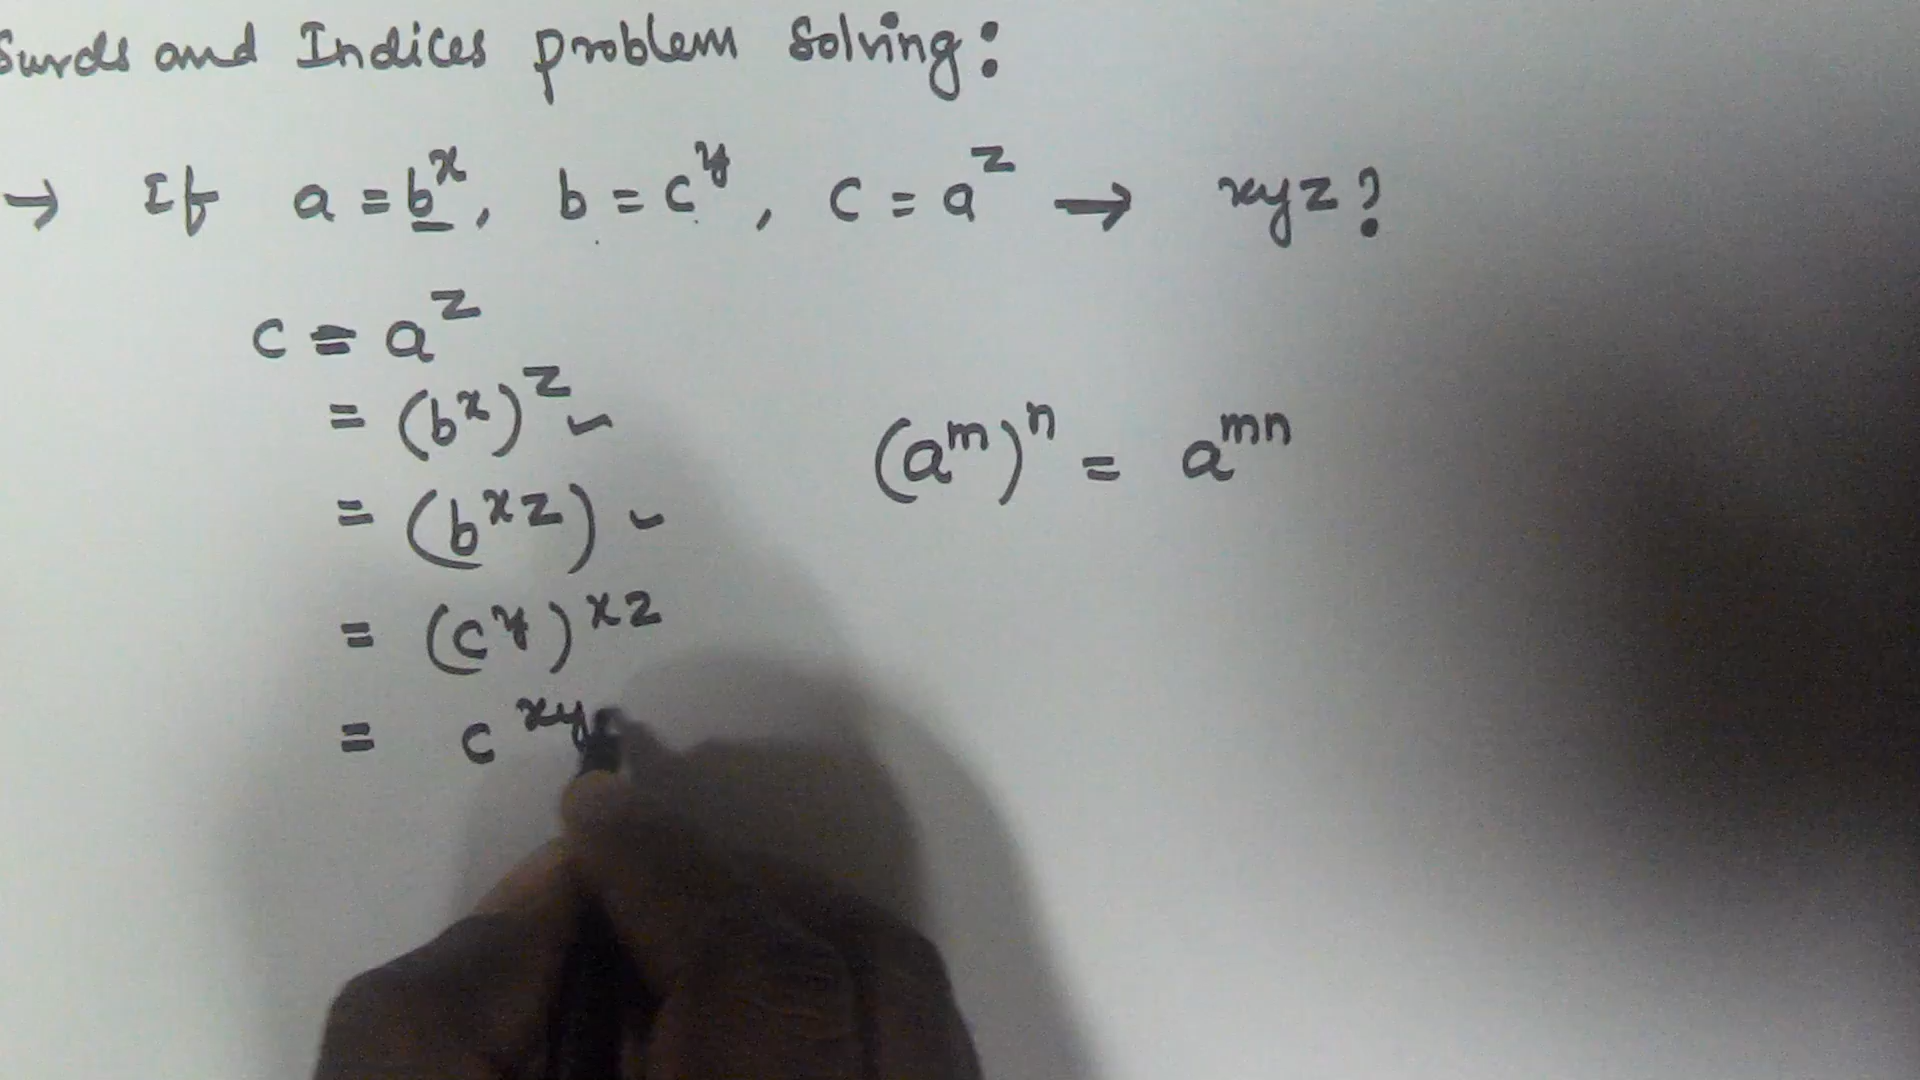 Surds and Indices problem Solving:
→ If a = b^x, b = c^y, c = a^z → xyz?
c = a^z
= (b^x)^z
(a^m)^n = a^mn
= (b^xz)
= (c^y)^xz
= c^xy